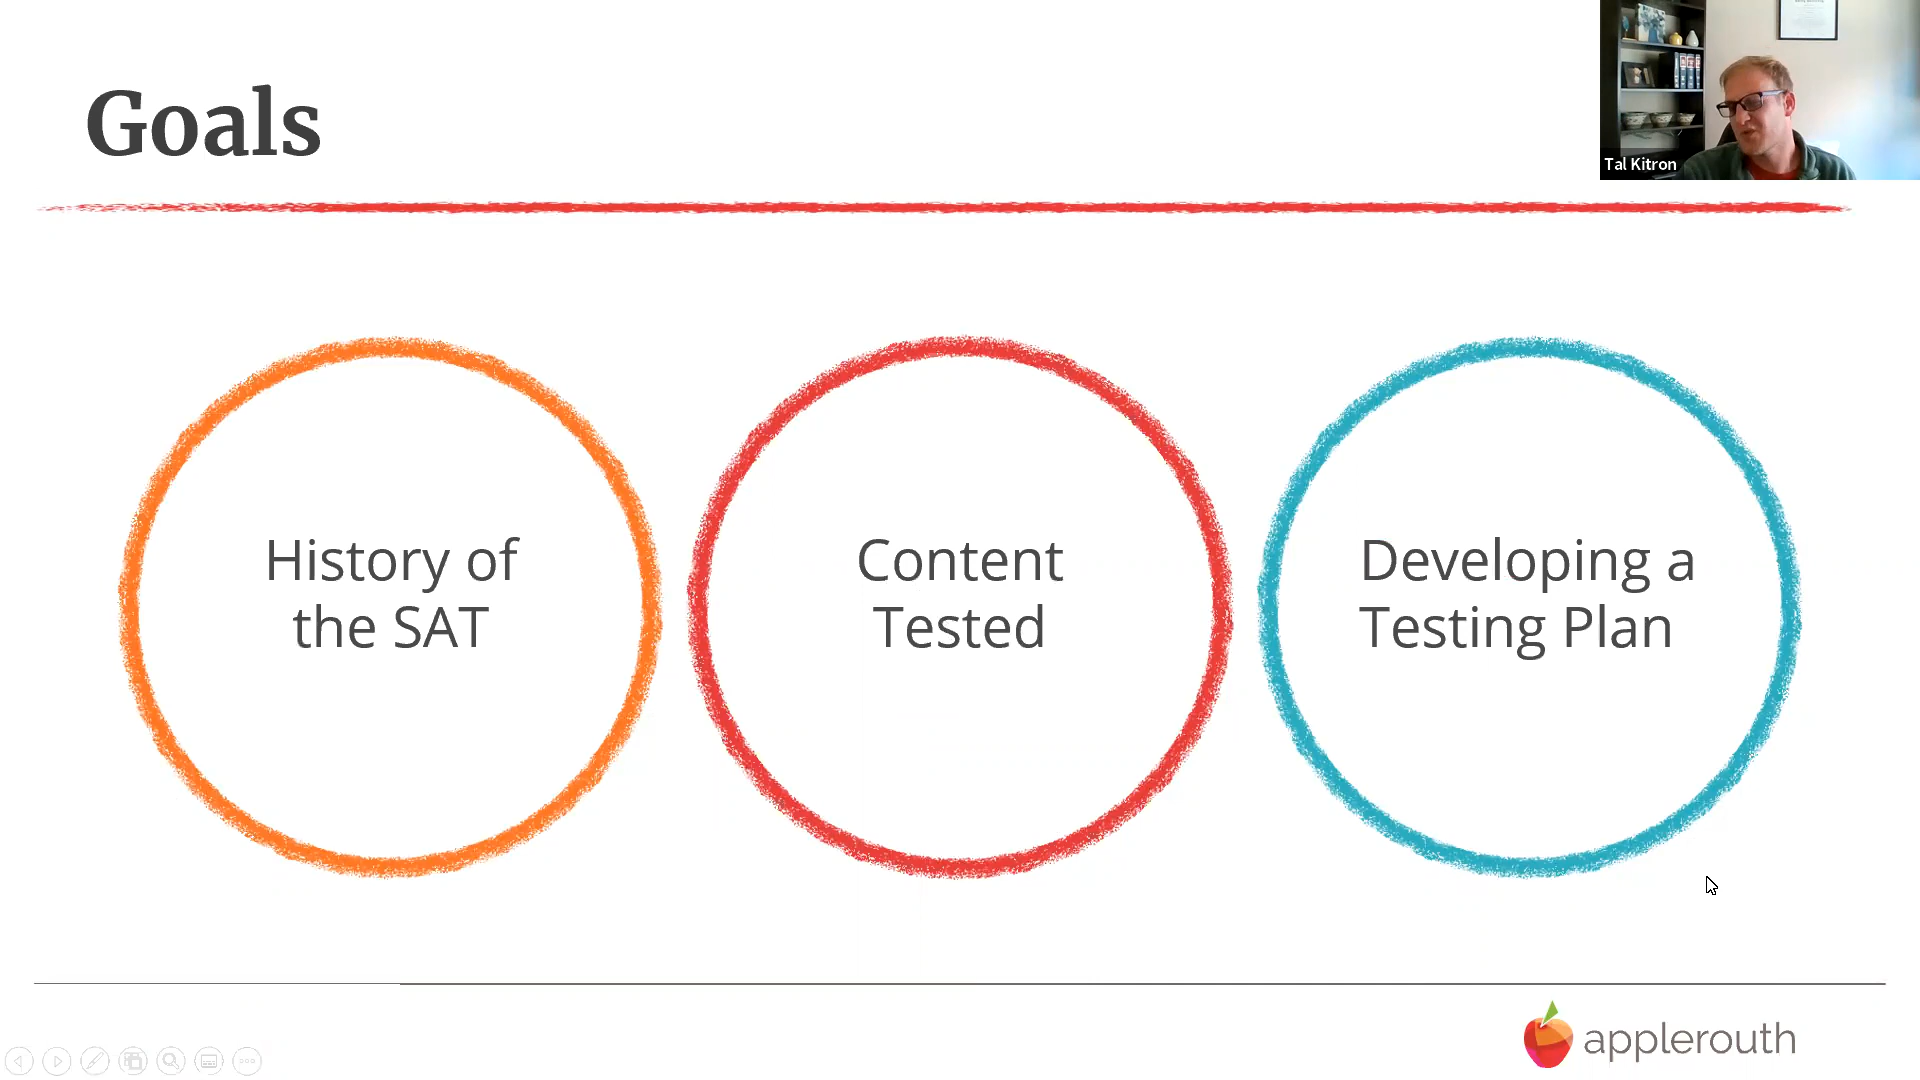 Goals
Tal Kitron
History of
the SAT
Content
Tested
Developing a
Testing Plan
applerouth